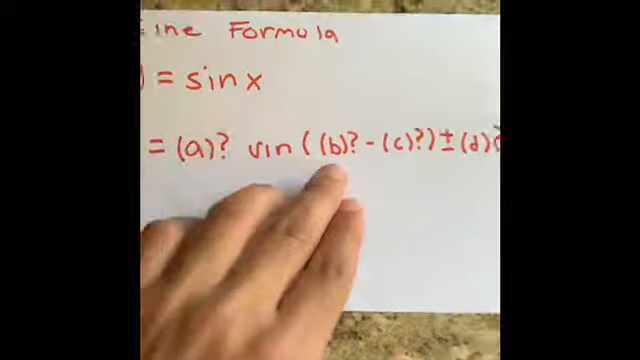 ine Formula
) = sin x
= (a)? sin ((b)? - (c)?) ± (d)?